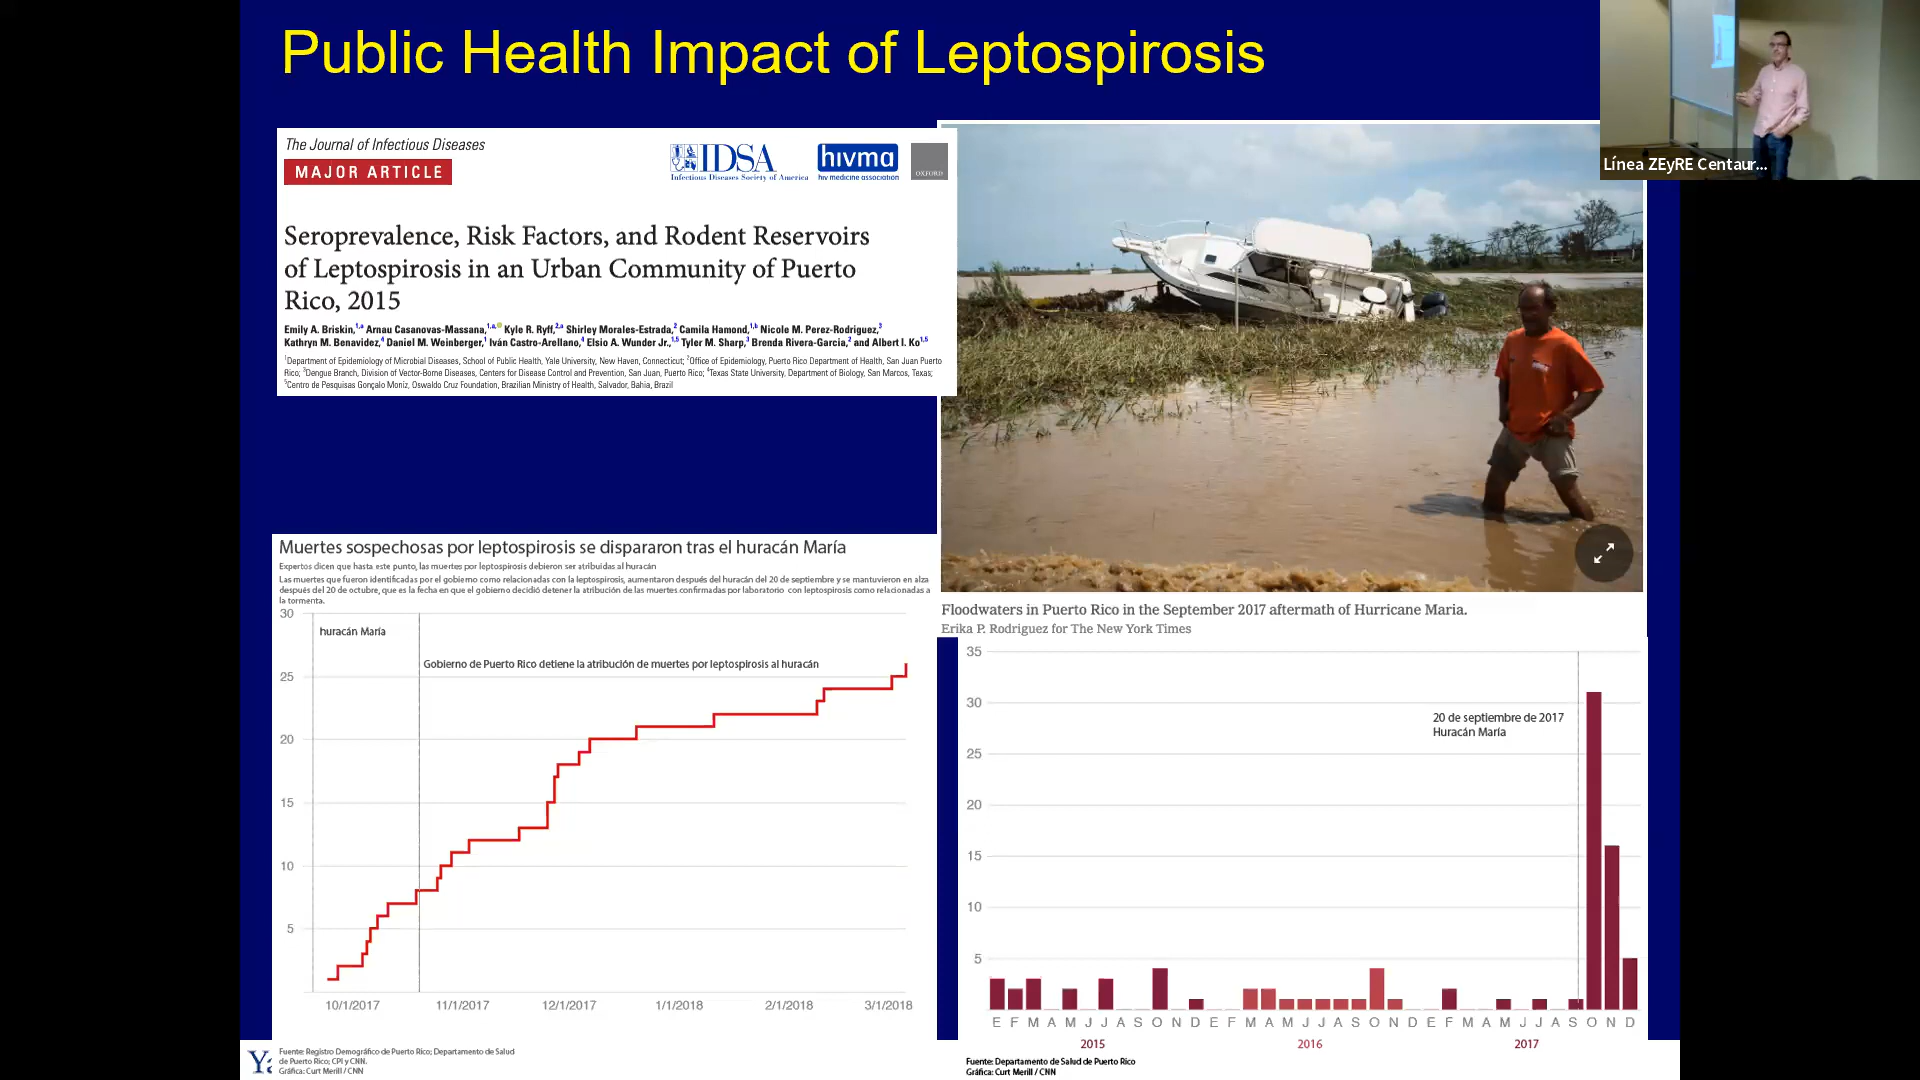 Public Health Impact of Leptospirosis
Línea ZEyRE Centaur...
The Journal of Infectious Diseases
MAJOR ARTICLE
IDSA
Infectious Diseases Society of America
hivma
hiv medicine association
OXFORD
Seroprevalence, Risk Factors, and Rodent Reservoirs
of Leptospirosis in an Urban Community of Puerto
Rico, 2015
Emily A. Briskin,1,a Arnau Casanovas-Massana,1,a, Kyle R. Ryff,2,a Shirley Morales-Estrada,2 Camila Hamond,1,b Nicole M. Perez-Rodriguez,3
Kathryn M. Benavidez,4 Daniel M. Weinberger,1 Iván Castro-Arellano,4 Elsio A. Wunder Jr.,1,5 Tyler M. Sharp,3 Brenda Rivera-Garcia,2 and Albert I. Ko1,5
1Department of Epidemiology of Microbial Diseases, School of Public Health, Yale University, New Haven, Connecticut; 2Office of Epidemiology, Puerto Rico Department of Health, San Juan Puerto
Rico; 3Dengue Branch, Division of Vector-Borne Diseases, Centers for Disease Control and Prevention, San Juan, Puerto Rico; 4Texas State University, Department of Biology, San Marcos, Texas;
5Centro de Pesquisas Gonçalo Moniz, Oswaldo Cruz Foundation, Brazilian Ministry of Health, Salvador, Bahia, Brazil
Floodwaters in Puerto Rico in the September 2017 aftermath of Hurricane Maria.
Erika P. Rodriguez for The New York Times
Muertes sospechosas por leptospirosis se dispararon tras el huracán María
Expertos dicen que hasta este punto, las muertes por leptospirosis debieron ser atribuidas al huracán
Las muertes que fueron identificadas por el gobierno como relacionadas con la leptospirosis, aumentaron después del huracán del 20 de septiembre y se mantuvieron en alza
después del 20 de octubre, que es la fecha en que el gobierno decidió detener la atribución de las muertes confirmadas por laboratorio con leptospirosis como relacionadas a
la tormenta.
30
huracán María
Gobierno de Puerto Rico detiene la atribución de muertes por leptospirosis al huracán
25
20
15
10
5
10/1/2017 11/1/2017 12/1/2017 1/1/2018 2/1/2018 3/1/2018
Fuente: Registro Demográfico de Puerto Rico; Departamento de Salud
de Puerto Rico; CPI y CNN.
Gráfica: Curt Merill / CNN
35
30
20 de septiembre de 2017
Huracán María
25
20
15
10
5
E F M A M J J A S O N D E F M A M J J A S O N D E F M A M J J A S O N D
2015 2016 2017
Fuente: Departamento de Salud de Puerto Rico
Gráfica: Curt Merill / CNN